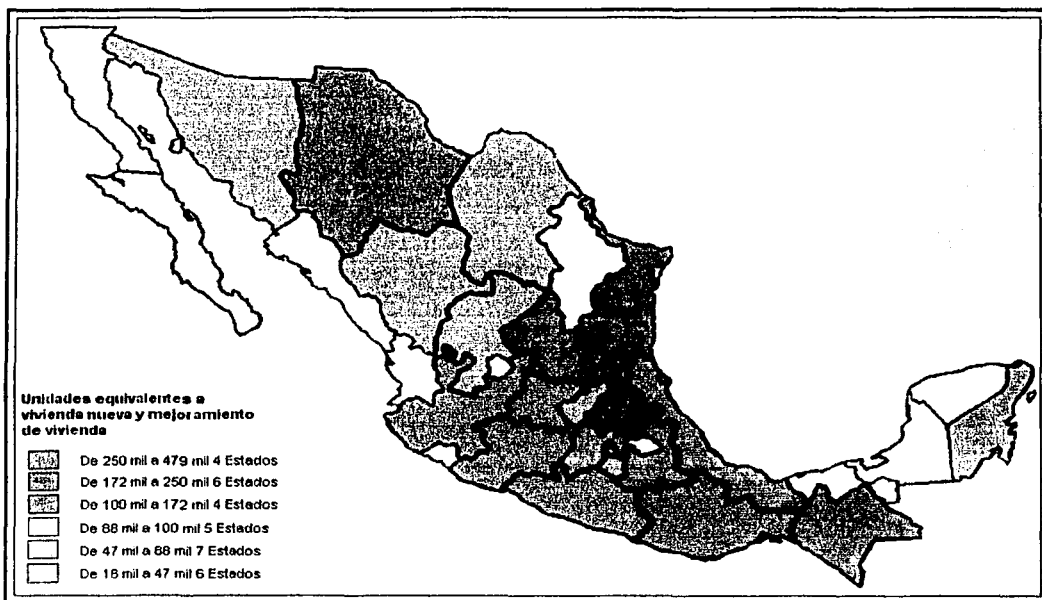 Unidades equivalentes a
vivienda nueva y mejoramiento
de vivienda
De 250 mil a 479 mil 4 Estados
De 172 mil a 250 mil 6 Estados
De 100 mil a 172 mil 4 Estados
De 88 mil a 100 mil 5 Estados
De 47 mil a 88 mil 7 Estados
De 18 mil a 47 mil 6 Estados